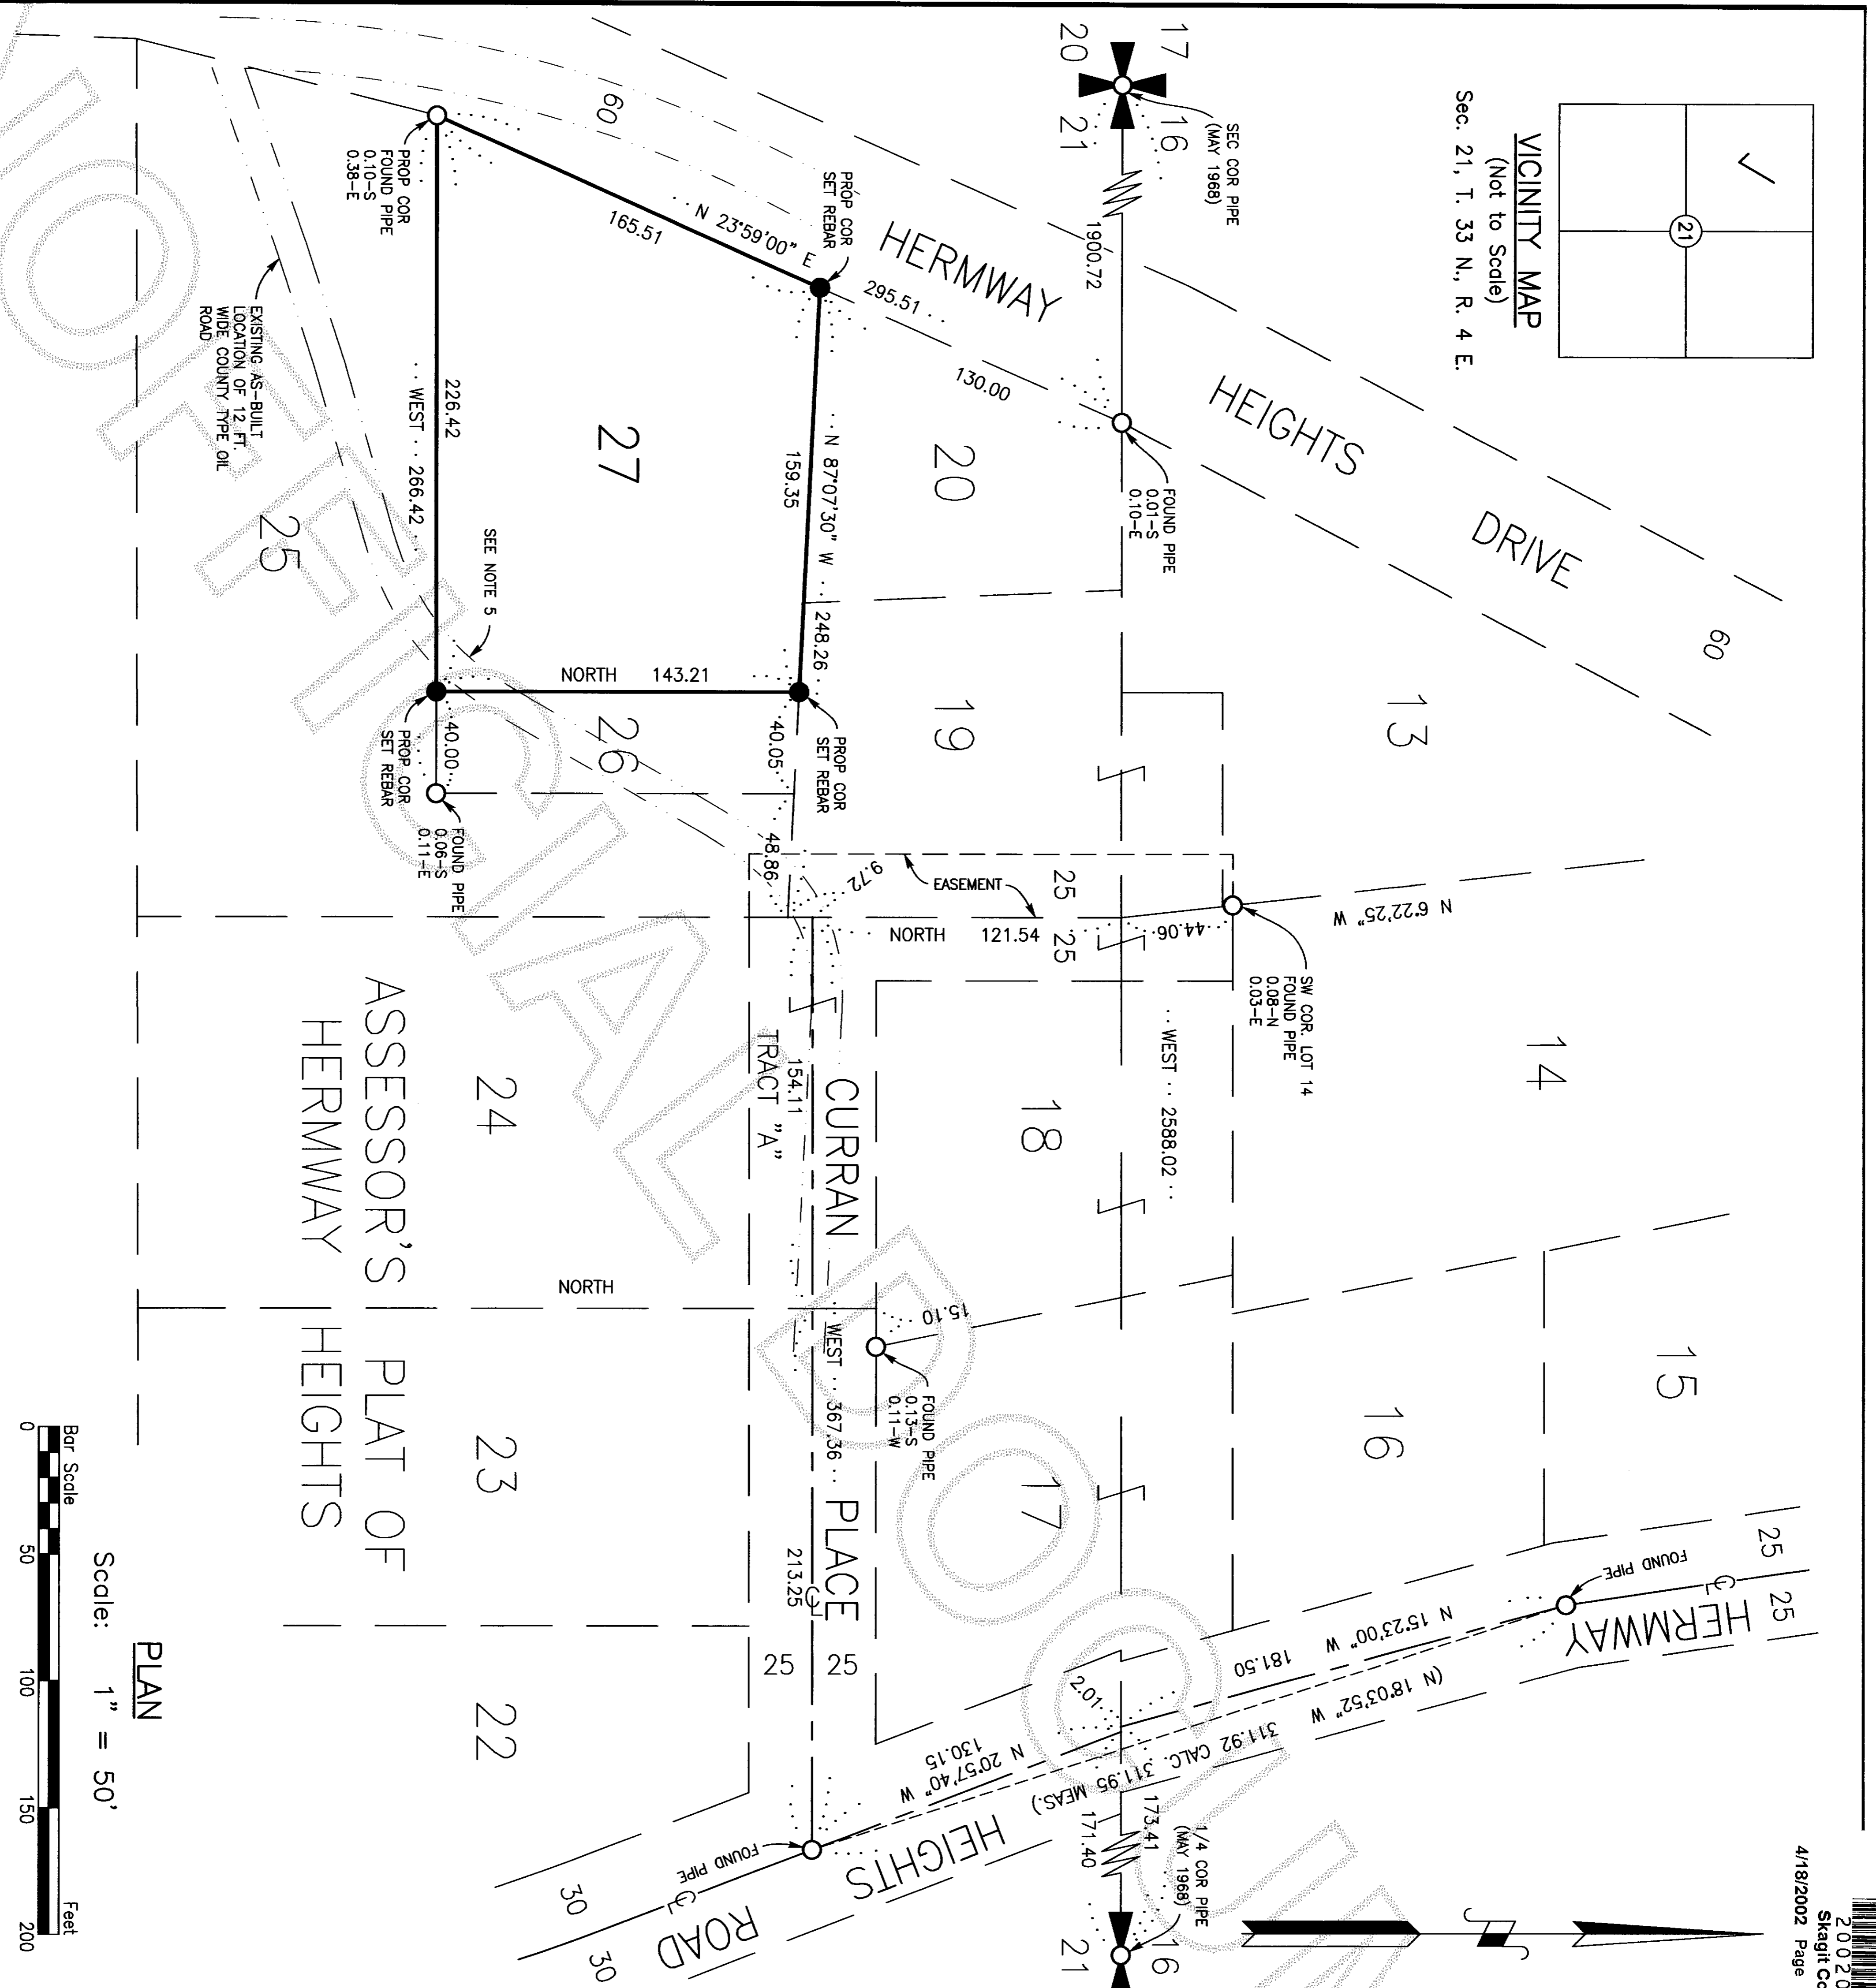 20020
Skagit Co
4/18/2002 Page
21
VICINITY MAP
(Not to Scale)
Sec. 21, T. 33 N., R. 4 E.
17
16
20
21
SEC COR PIPE
(MAY 1968)
1900.72
HERMWAY
HEIGHTS
DRIVE
60
60
295.51
130.00
FOUND PIPE
0.01-S
0.10-E
PROP COR
SET REBAR
N 23°59'00" E
165.51
PROP COR
FOUND PIPE
0.10-S
0.38-E
N 87°07'30" W
248.26
159.35
27
226.42
WEST
266.42
NORTH
143.21
SEE NOTE 5
EXISTING AS-BUILT
LOCATION OF 12 FT.
WIDE COUNTY TYPE OIL
ROAD
25
20
19
26
PROP COR
SET REBAR
40.05
40.00
PROP COR
SET REBAR
FOUND PIPE
0.06-S
0.11-E
48.86
9.72
EASEMENT
25
25
NORTH
121.54
44.06
13
N 6°22'25" W
SW COR. LOT 14
FOUND PIPE
0.08-N
0.03-E
14
WEST
2588.02
18
CURRAN
PLACE
154.11
TRACT "A"
24
ASSESSOR'S PLAT OF
HERMWAY HEIGHTS
NORTH
15.10
FOUND PIPE
0.13-S
0.11-W
WEST
367.36
213.25
15
16
17
23
22
25
25
25
25
HERMWAY
HEIGHTS
ROAD
FOUND PIPE
N 15°23'00" W
181.50
(N 18°03'52" W
311.92 CALC. 311.95 MEAS.)
2.01
N 20°57'40" W
130.15
173.41
171.40
1/4 COR PIPE
(MAY 1968)
16
21
FOUND PIPE
30
30
PLAN
Scale: 1" = 50'
Bar Scale
Feet
0
50
100
150
200
UNOFFICIAL DOCUM